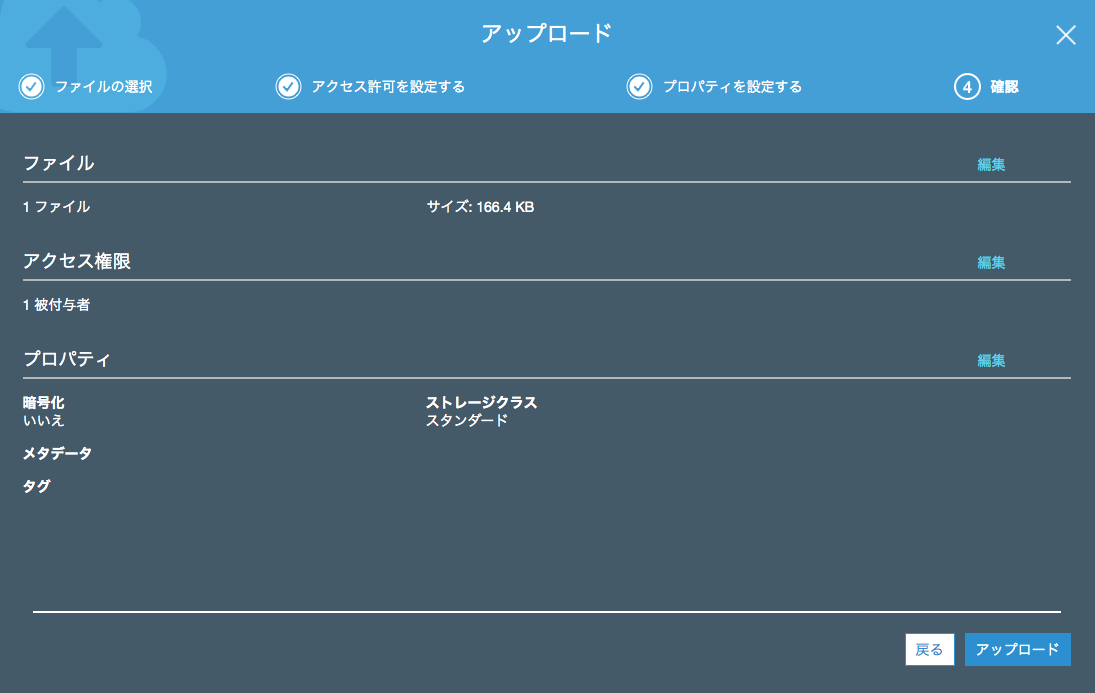 アップロード
ファイルの選択
アクセス許可を設定する
プロパティを設定する
4 確認
ファイル 編集
1 ファイル サイズ: 166.4 KB
アクセス権限 編集
1 被付与者
プロパティ 編集
暗号化 ストレージクラス
いいえ スタンダード
メタデータ
タグ
戻る アップロード